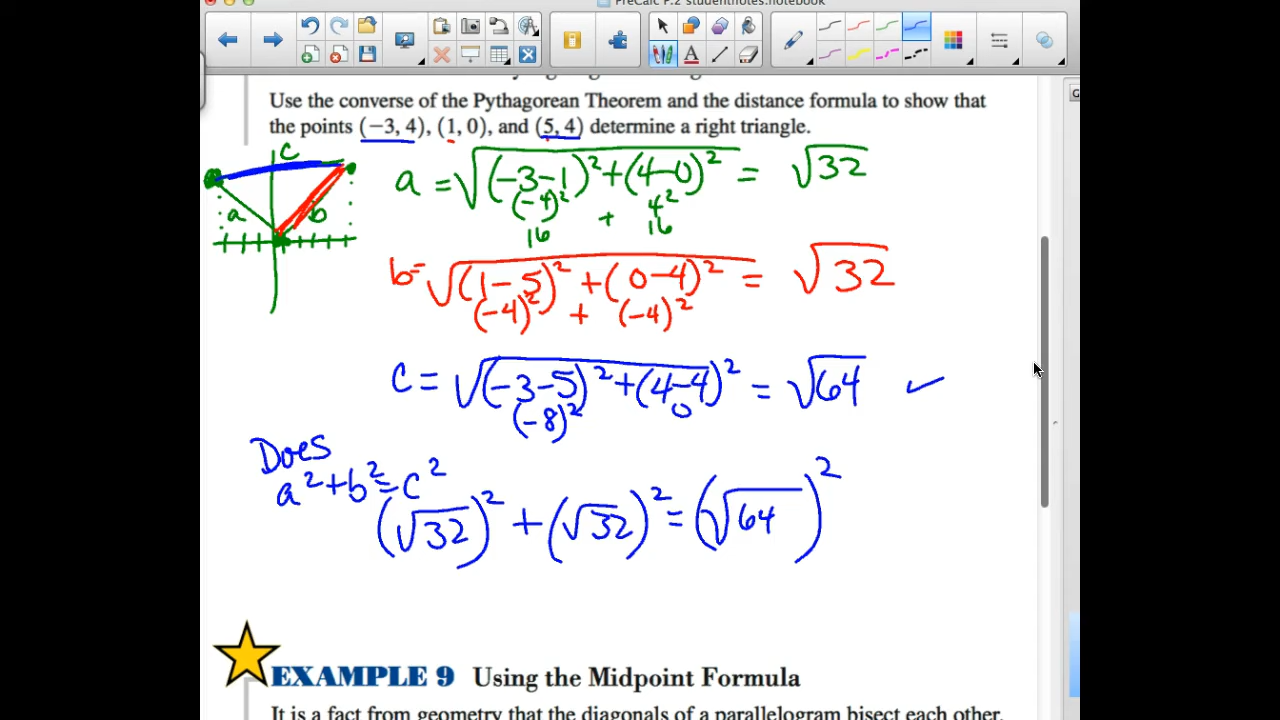 PreCalc P.2 studentnotes.notebook
Use the converse of the Pythagorean Theorem and the distance formula to show that
the points (−3, 4), (1, 0), and (5, 4) determine a right triangle.
c
a b
a = √(-3-1)² + (4-0)² = √32
(-4)² + 4²
16 16
b = √(1-5)² + (0-4)² = √32
(-4)² + (-4)²
c = √(-3-5)² + (4-4)² = √64 ✓
(-8)² 0
Does
a² + b² = c²
(√32)² + (√32)² = (√64)²
EXAMPLE 9 Using the Midpoint Formula
It is a fact from geometry that the diagonals of a parallelogram bisect each other.